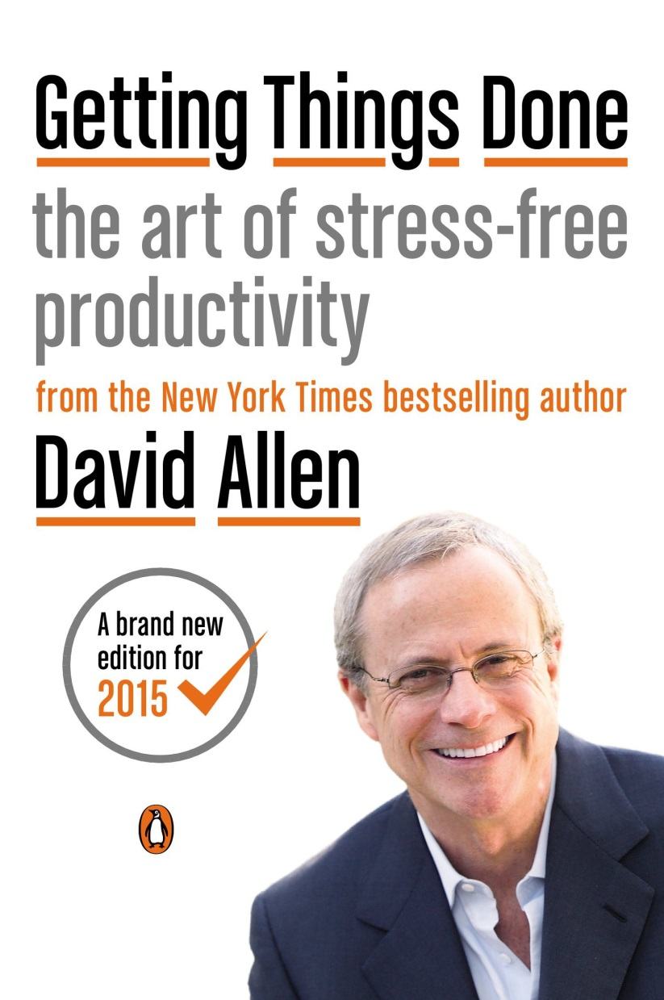 Getting Things Done
the art of stress-free
productivity
from the New York Times bestselling author
David Allen
A brand new
edition for
2015